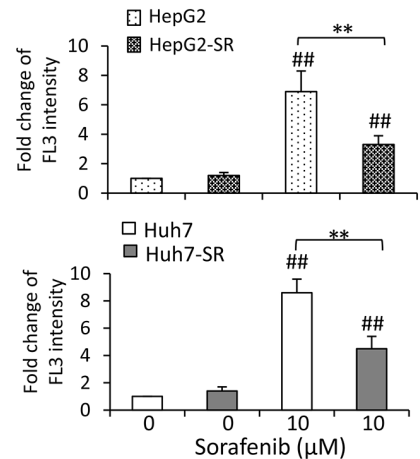 HepG2
HepG2-SR
**
##
##
10
8
6
4
2
0
Fold change of
FL3 intensity
Huh7
Huh7-SR
**
##
##
10
8
6
4
2
0
Fold change of
FL3 intensity
0 0 10 10
Sorafenib (μM)